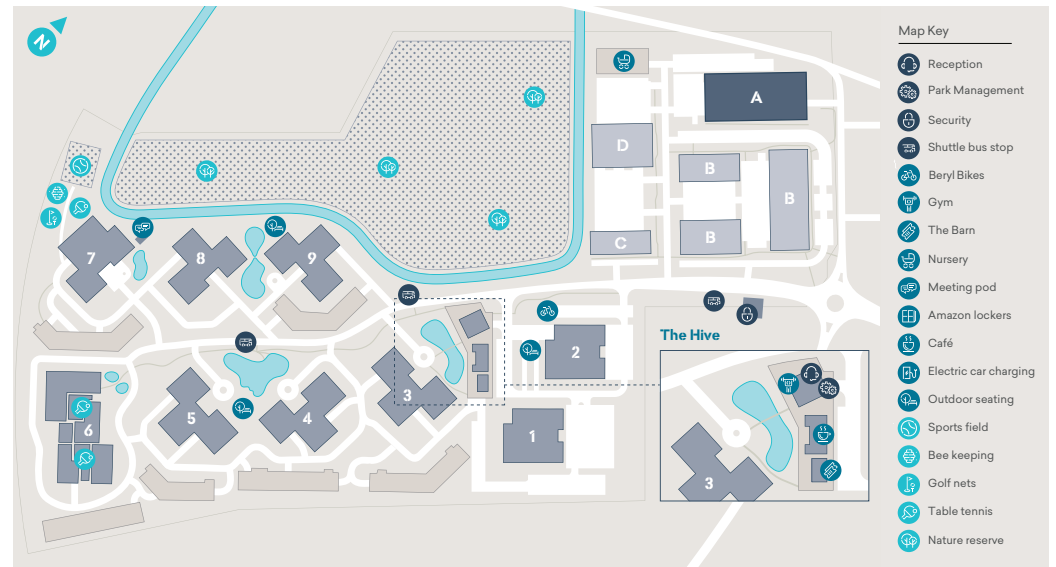 N
A
D
B
B
C
B
7
8
9
2
3
5
4
6
1
The Hive
3
Map Key
Reception
Park Management
Security
Shuttle bus stop
Beryl Bikes
Gym
The Barn
Nursery
Meeting pod
Amazon lockers
Café
Electric car charging
Outdoor seating
Sports field
Bee keeping
Golf nets
Table tennis
Nature reserve